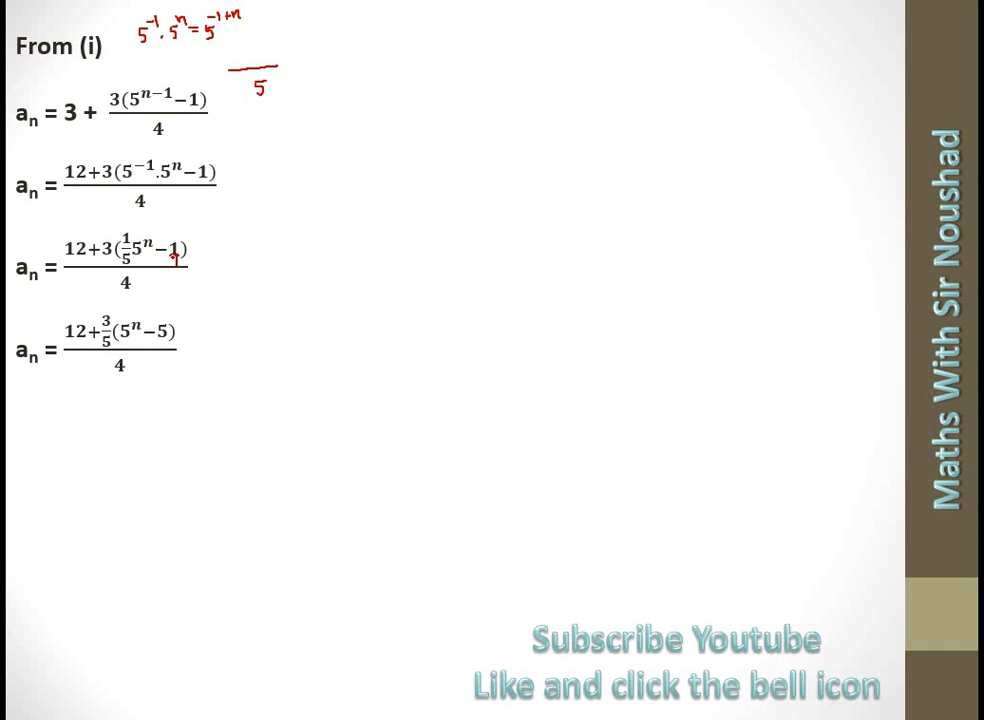 5⁻¹ . 5ⁿ = 5⁻¹⁺ⁿ
From (i)
5
aₙ = 3 + 3(5ⁿ⁻¹−1)/4
aₙ = 12+3(5⁻¹.5ⁿ−1)/4
aₙ = 12+3(1/5 5ⁿ−1)/4
aₙ = 12+3/5(5ⁿ−5)/4
Maths With Sir Noushad
Subscribe Youtube
Like and click the bell icon